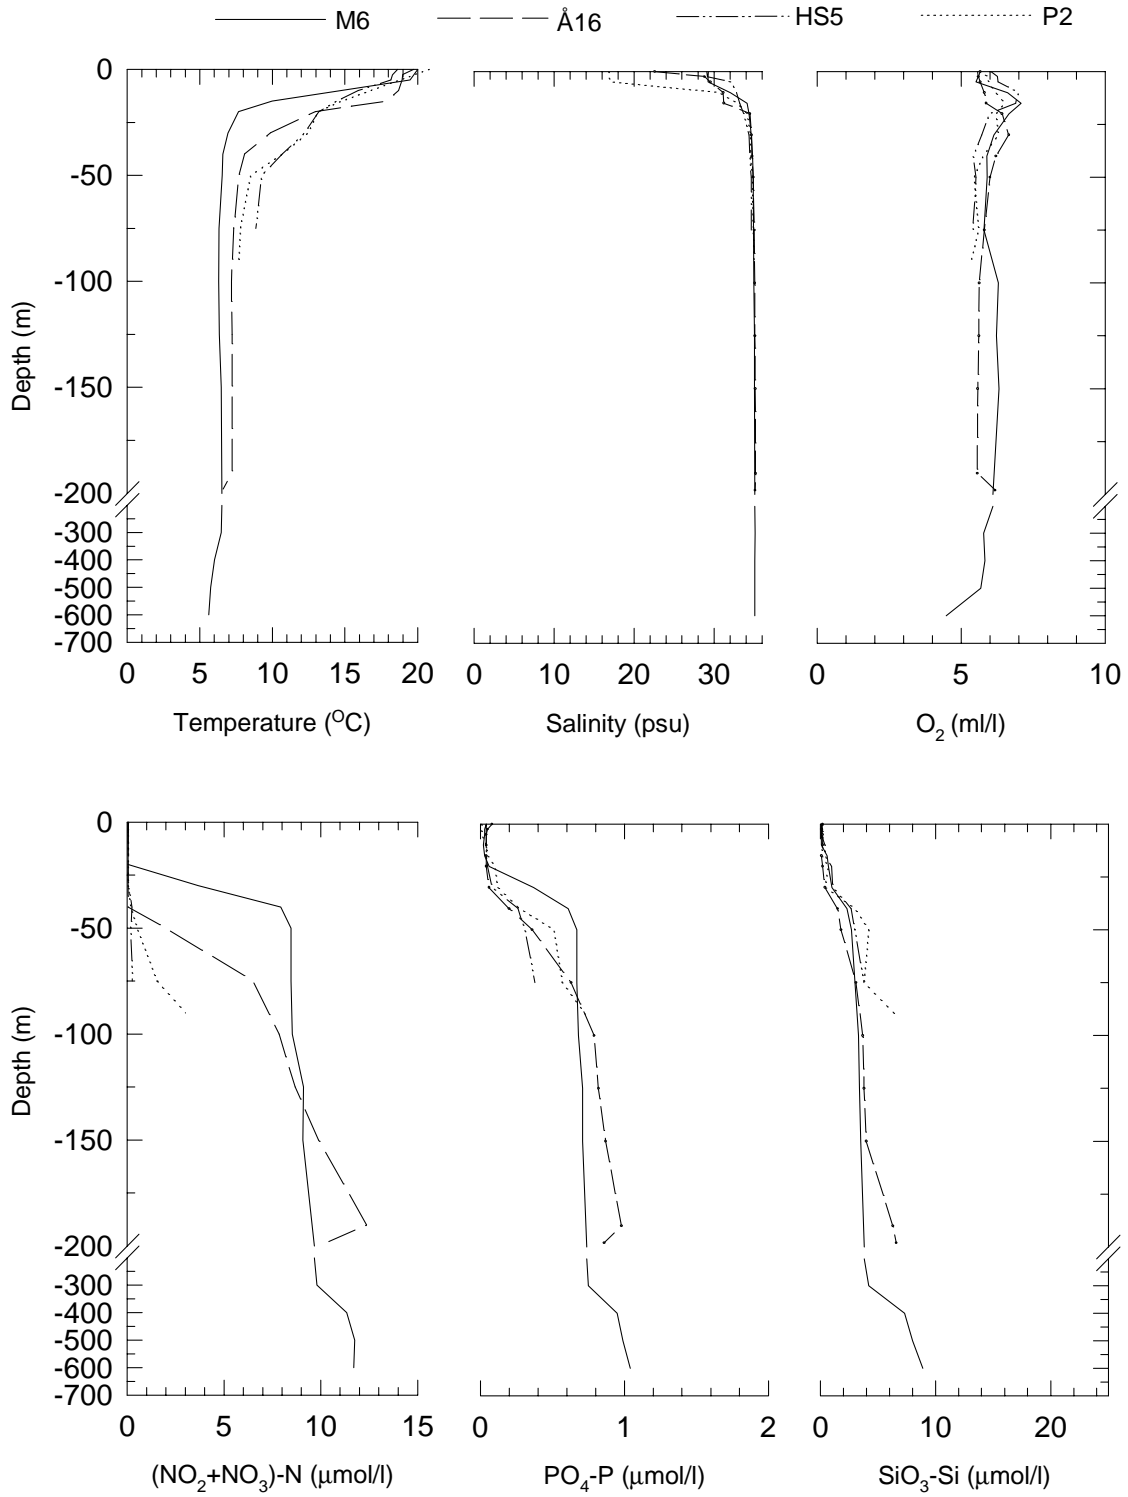 M6 Å16 HS5 P2
0
-50
-100
-150
-200
-300
-400
-500
-600
-700
Depth (m)
0 5 10 15 20
Temperature (OC)
0 10 20 30
Salinity (psu)
0 5 10
O2 (ml/l)
0
-50
-100
-150
-200
-300
-400
-500
-600
-700
Depth (m)
0 5 10 15
(NO2+NO3)-N (µmol/l)
0 1 2
PO4-P (µmol/l)
0 10 20
SiO3-Si (µmol/l)